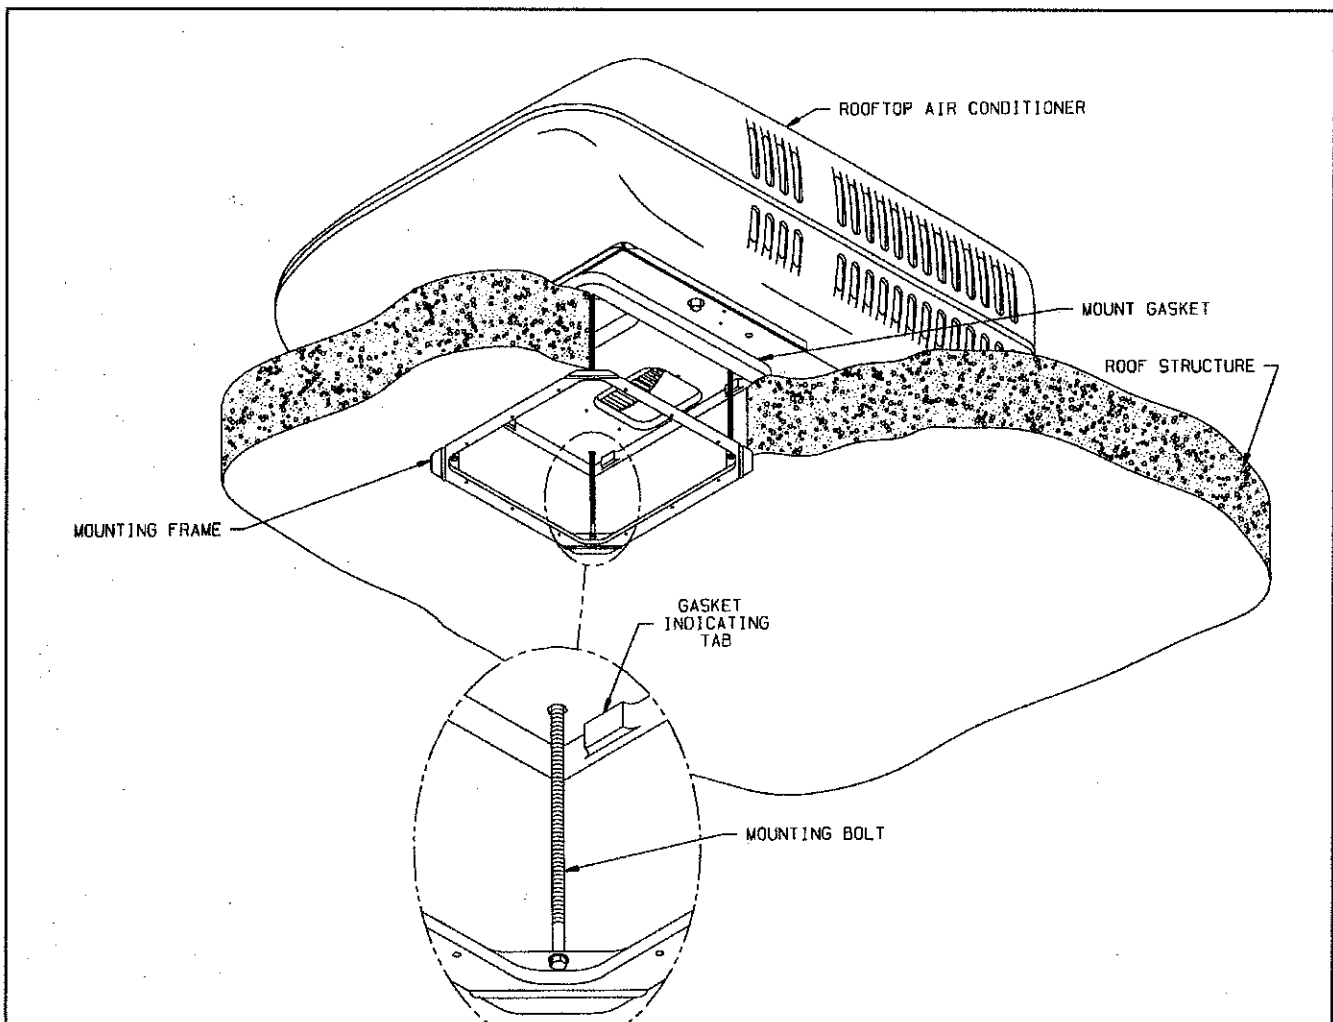 ROOFTOP AIR CONDITIONER
MOUNT GASKET
ROOF STRUCTURE
MOUNTING FRAME
GASKET
INDICATING
TAB
MOUNTING BOLT